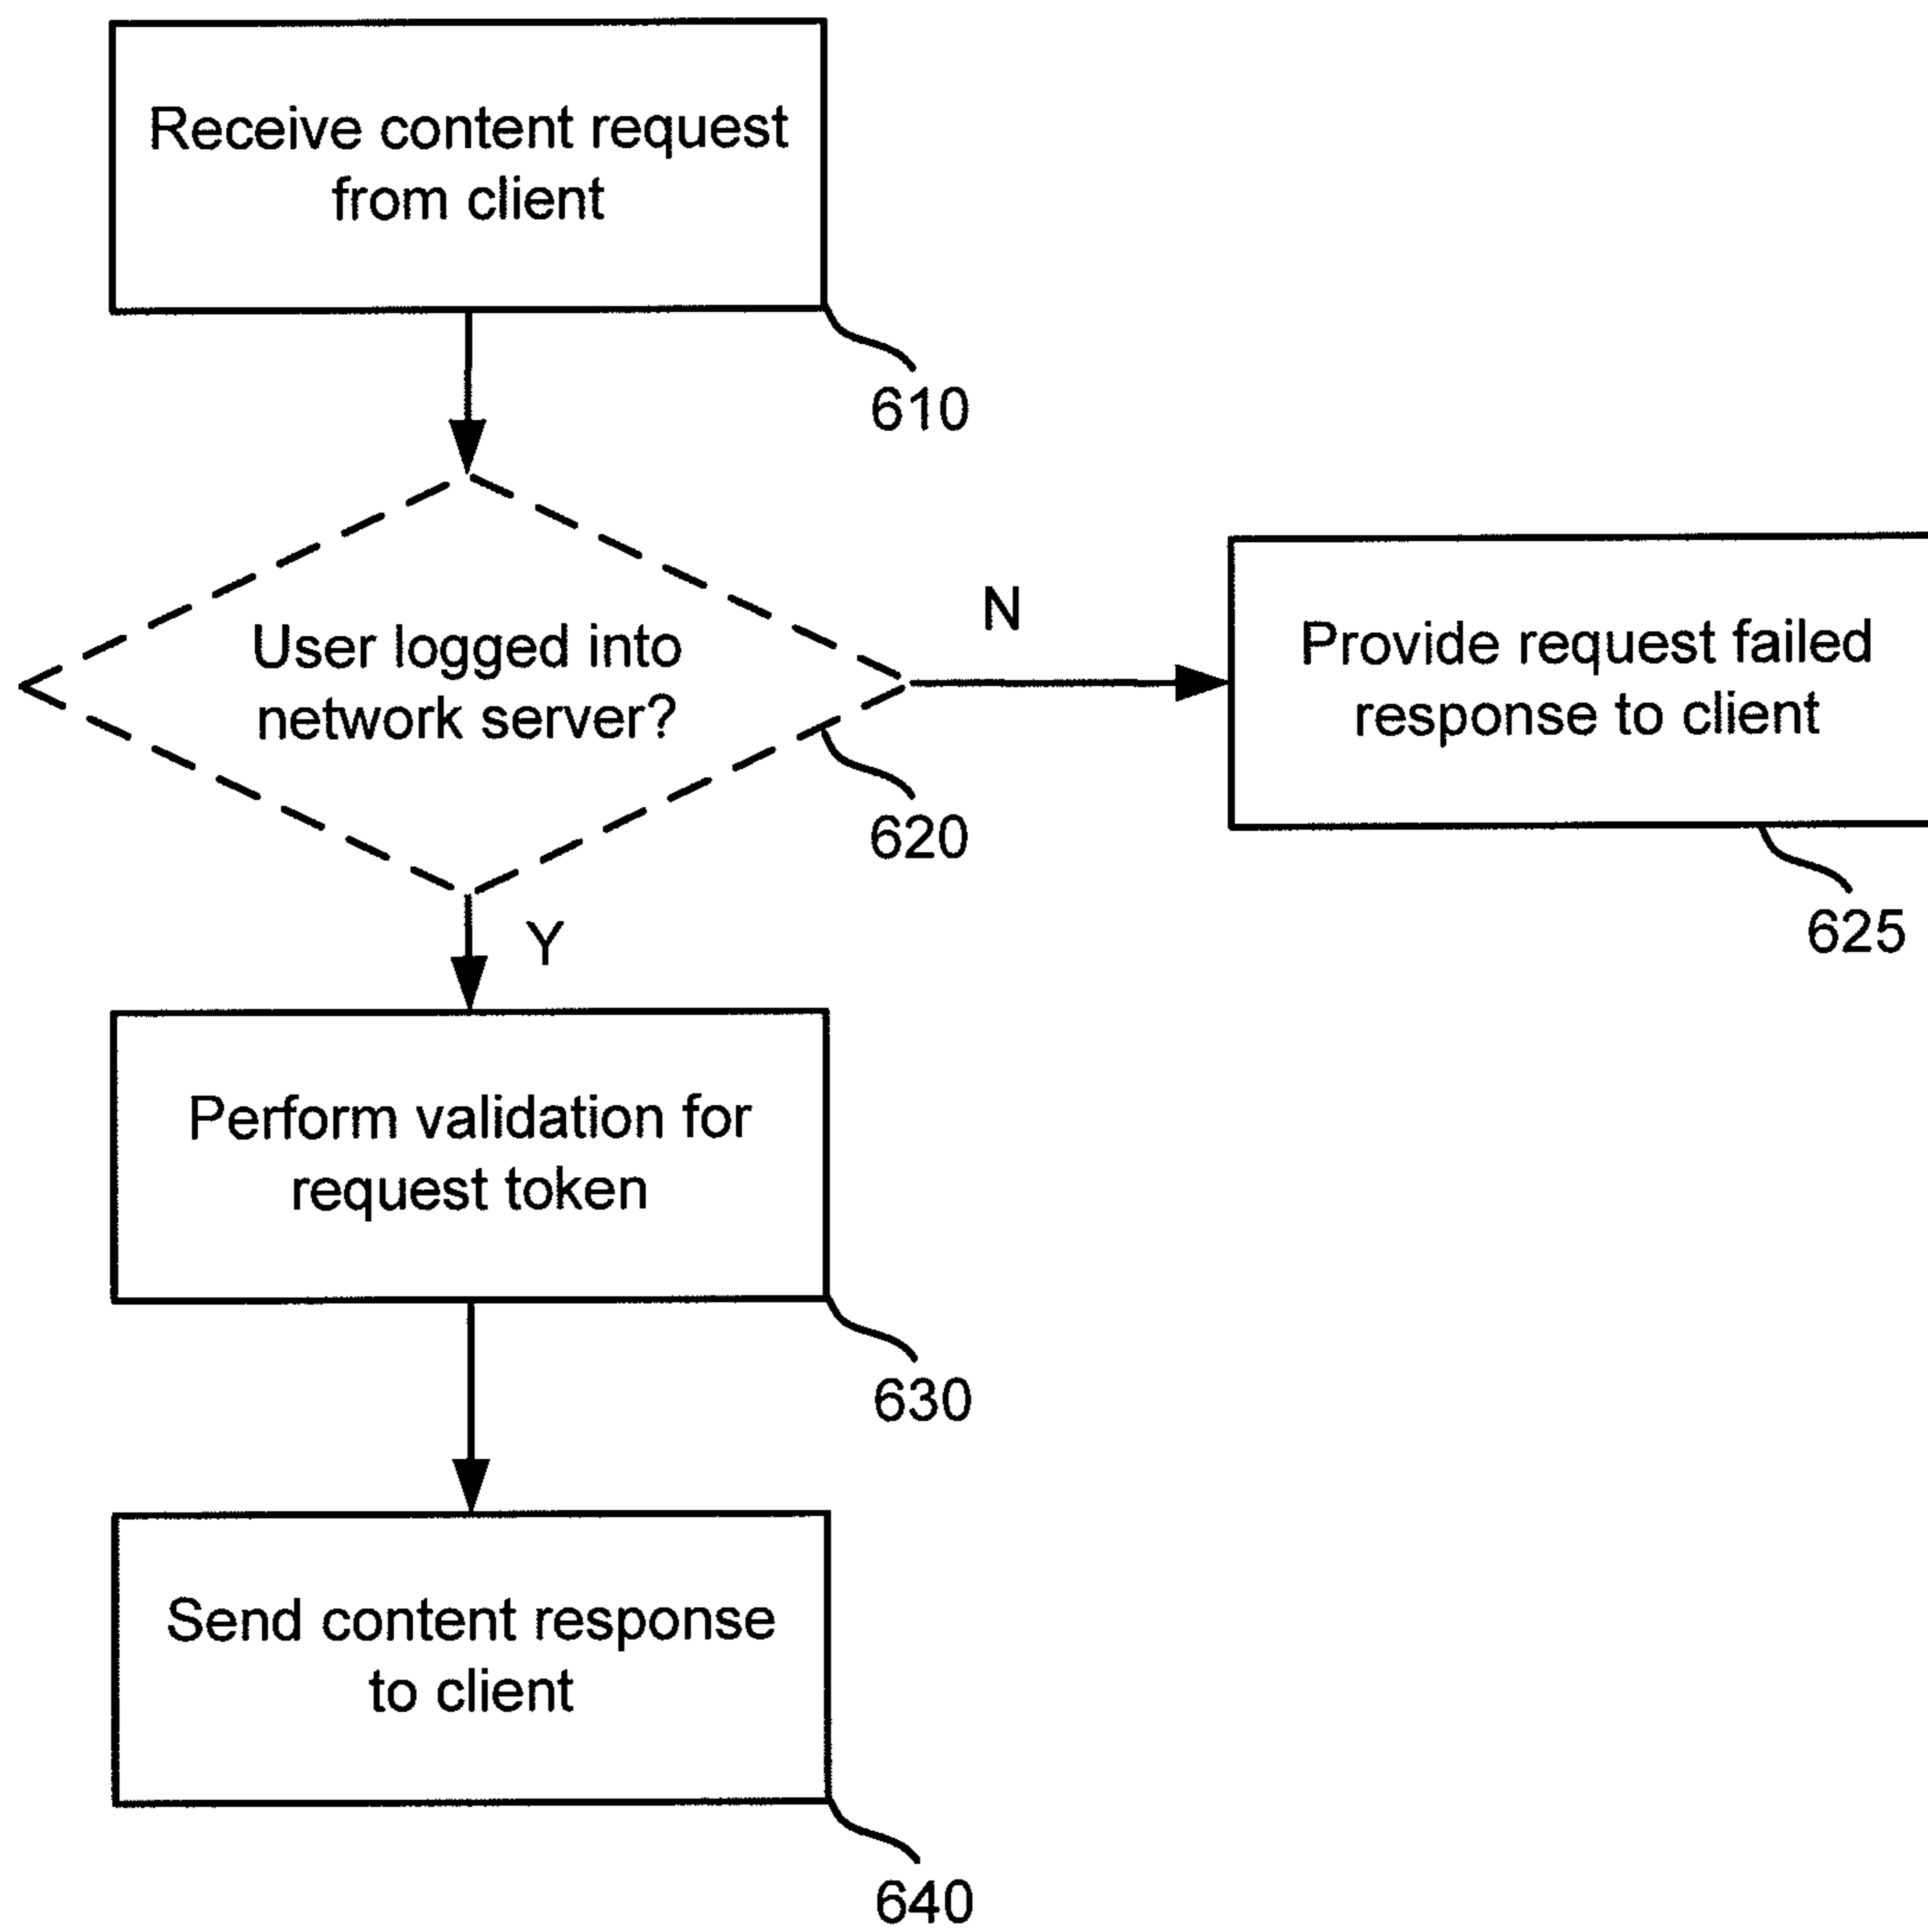 Receive content request
from client
610
User logged into
network server?
N
620
Provide request failed
response to client
625
Y
Perform validation for
request token
630
Send content response
to client
640